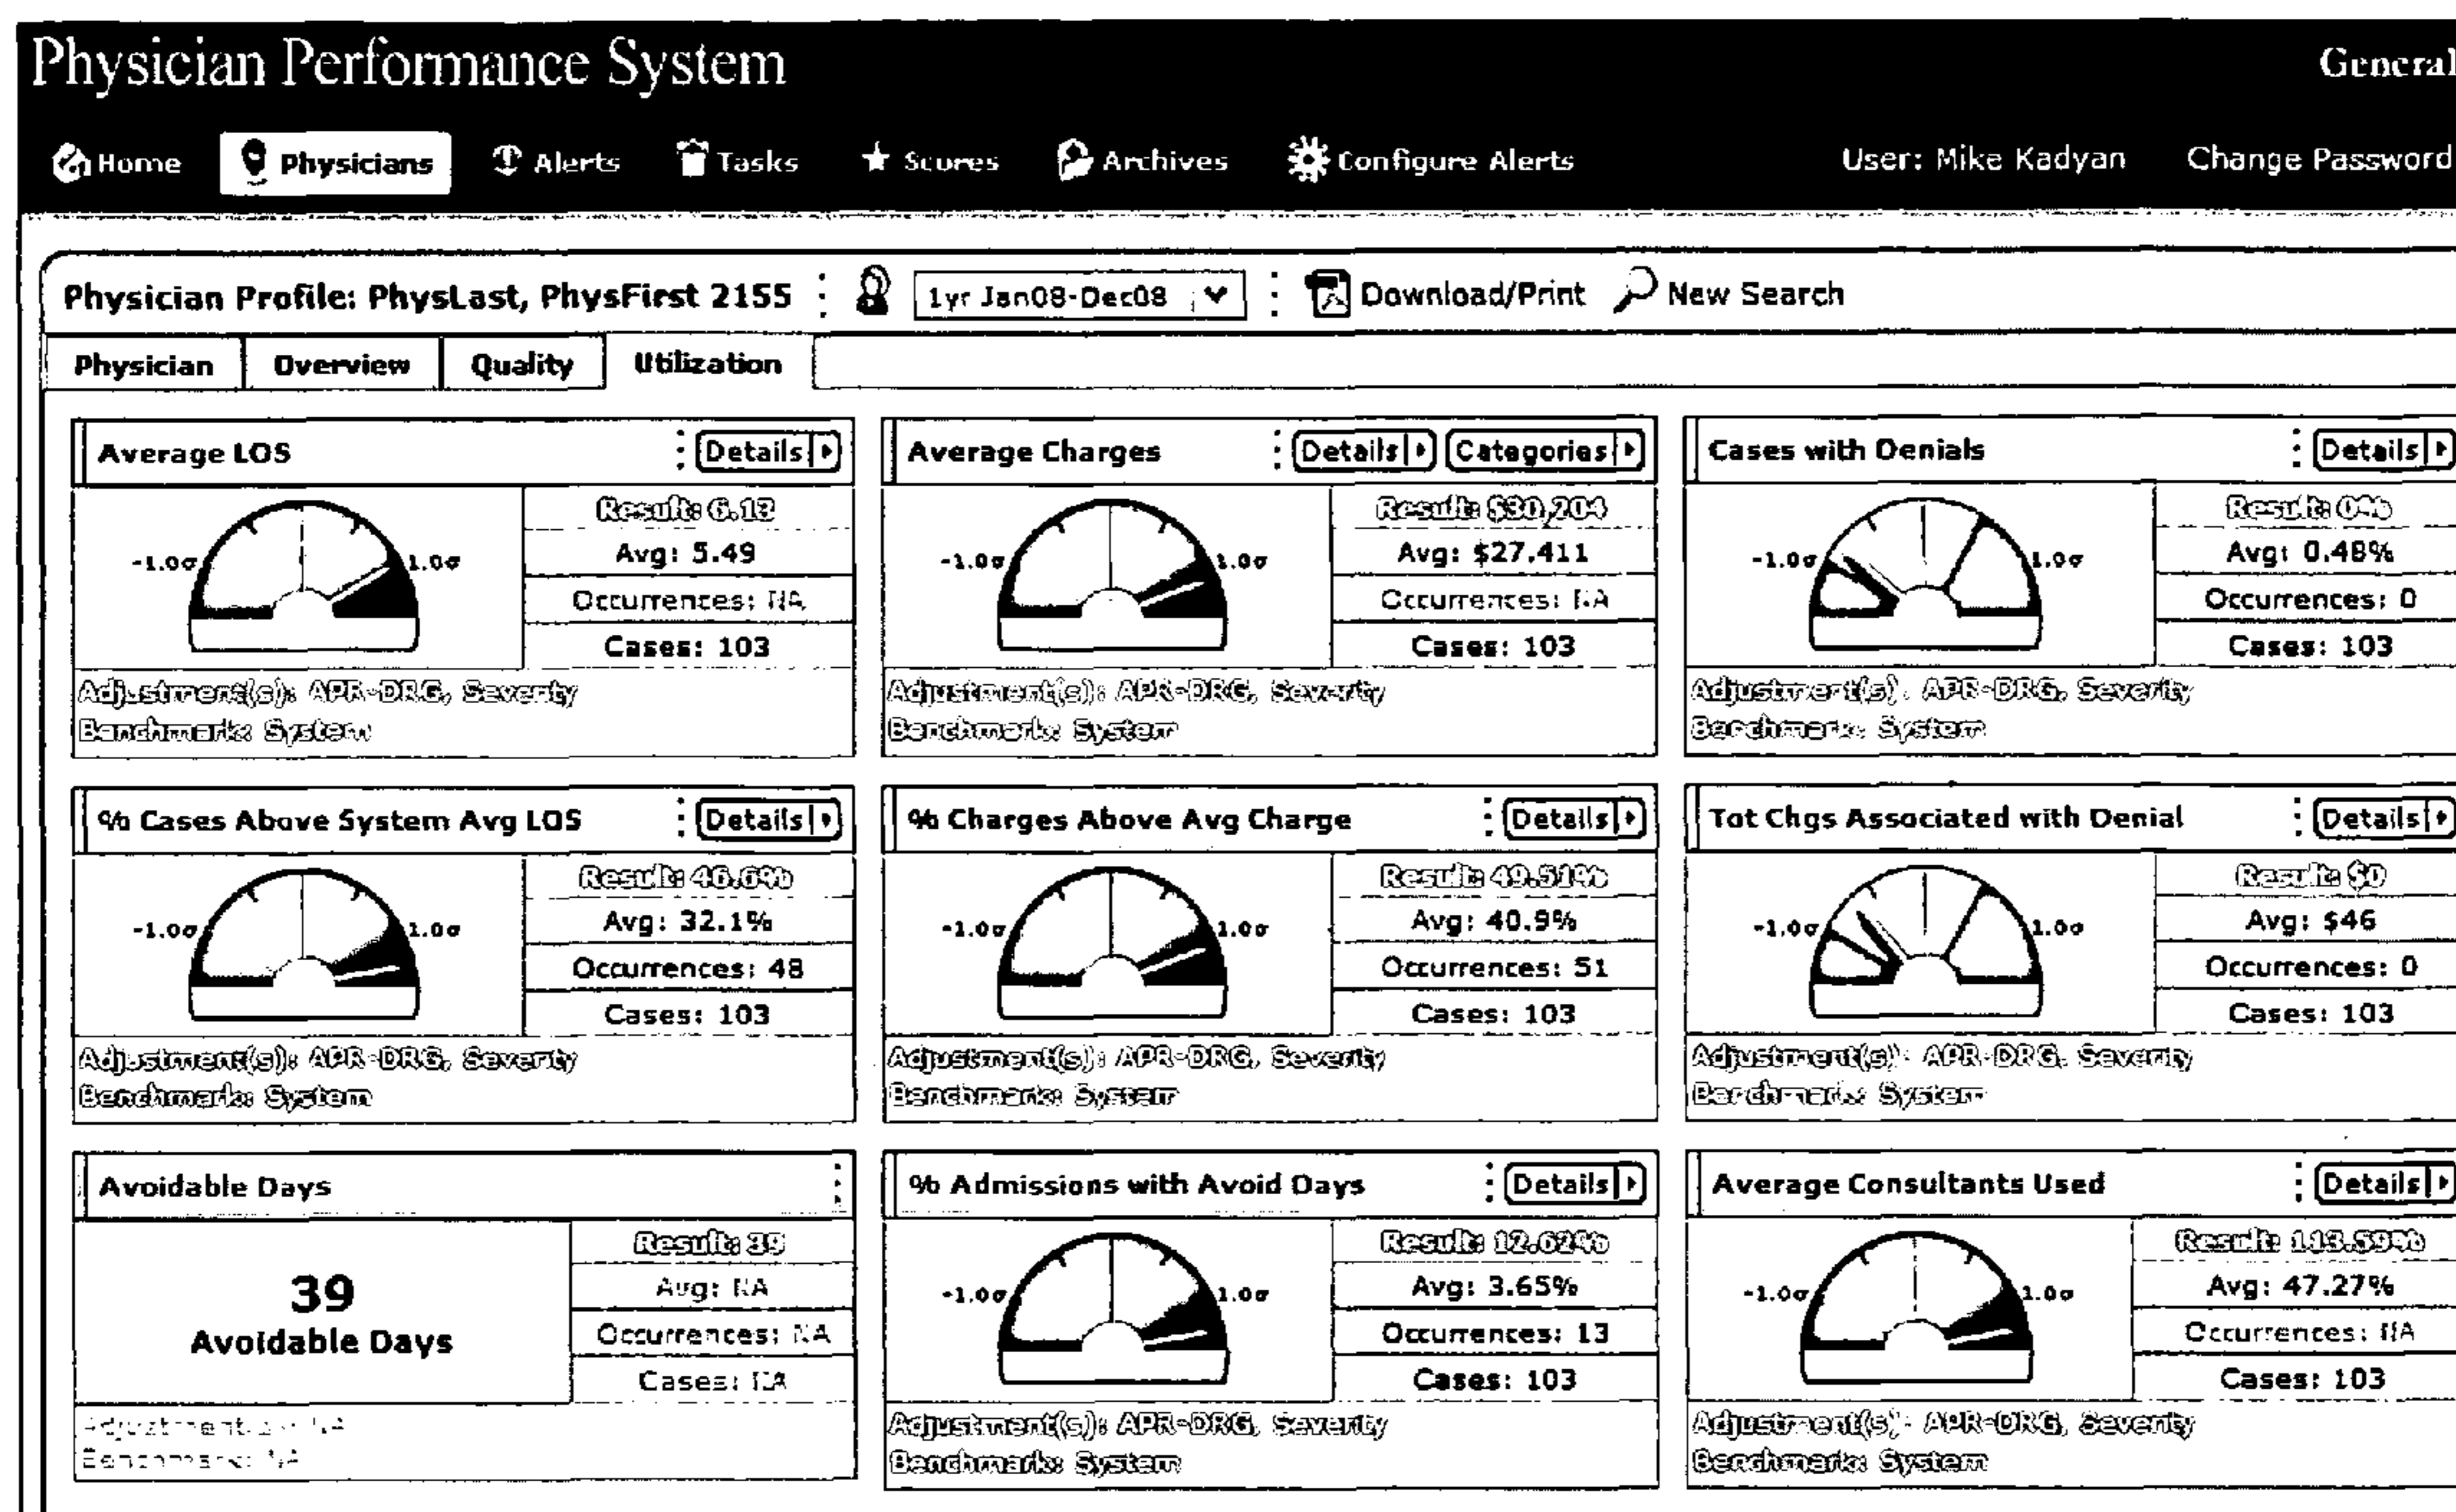 Physician Performance System General
Home Physicians Alerts Tasks Scores Archives Configure Alerts User: Mike Kadyan Change Password
Physician Profile: PhysLast, PhysFirst 2155 1yr Jan08-Dec08 Download/Print New Search
Physician Overview Quality Utilization
Average LOS Details
Result: 6.13
Avg: 5.49
-1.0σ 1.0σ
Occurrences: NA
Cases: 103
Adjustment(s): APR-DRG, Severity
Benchmark: System
Average Charges Details Categories
Result: $30,204
Avg: $27.411
-1.0σ 1.0σ
Occurrences: NA
Cases: 103
Adjustment(s): APR-DRG, Severity
Benchmark: System
Cases with Denials Details
Result: 0%
Avg: 0.48%
-1.0σ 1.0σ
Occurrences: 0
Cases: 103
Adjustment(s): APR-DRG, Severity
Benchmark: System
% Cases Above System Avg LOS Details
Result: 46.6%
Avg: 32.1%
-1.0σ 1.0σ
Occurrences: 48
Cases: 103
Adjustment(s): APR-DRG, Severity
Benchmark: System
% Charges Above Avg Charge Details
Result: 49.51%
Avg: 40.9%
-1.0σ 1.0σ
Occurrences: 51
Cases: 103
Adjustment(s): APR-DRG, Severity
Benchmark: System
Tot Chgs Associated with Denial Details
Result: $0
Avg: $46
-1.0σ 1.0σ
Occurrences: 0
Cases: 103
Adjustment(s): APR-DRG, Severity
Benchmark: System
Avoidable Days
Result: 39
Avg: NA
39
Avoidable Days
Occurrences: NA
Cases: NA
Adjustment(s): NA
Benchmark: NA
% Admissions with Avoid Days Details
Result: 12.62%
Avg: 3.65%
-1.0σ 1.0σ
Occurrences: 13
Cases: 103
Adjustment(s): APR-DRG, Severity
Benchmark: System
Average Consultants Used Details
Result: 113.59%
Avg: 47.27%
-1.0σ 1.0σ
Occurrences: NA
Cases: 103
Adjustment(s): APR-DRG, Severity
Benchmark: System